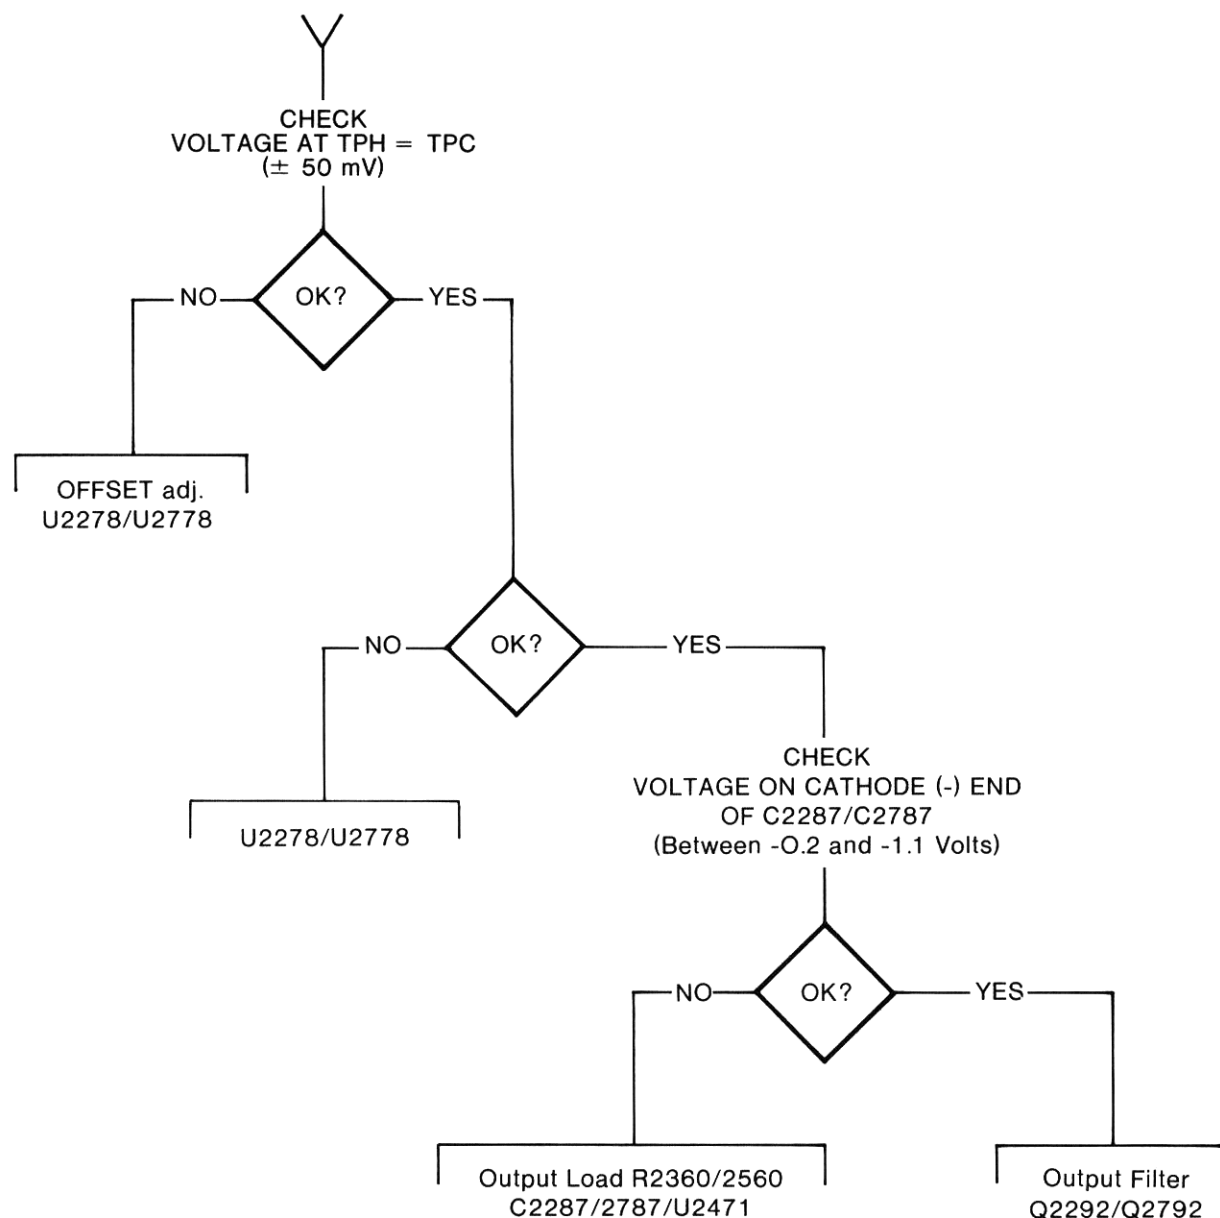 CHECK
VOLTAGE AT TPH = TPC
(± 50 mV)
NO
OK?
YES
OFFSET adj.
U2278/U2778
NO
OK?
YES
U2278/U2778
CHECK
VOLTAGE ON CATHODE (-) END
OF C2287/C2787
(Between -O.2 and -1.1 Volts)
NO
OK?
YES
Output Load R2360/2560
C2287/2787/U2471
Output Filter
Q2292/Q2792